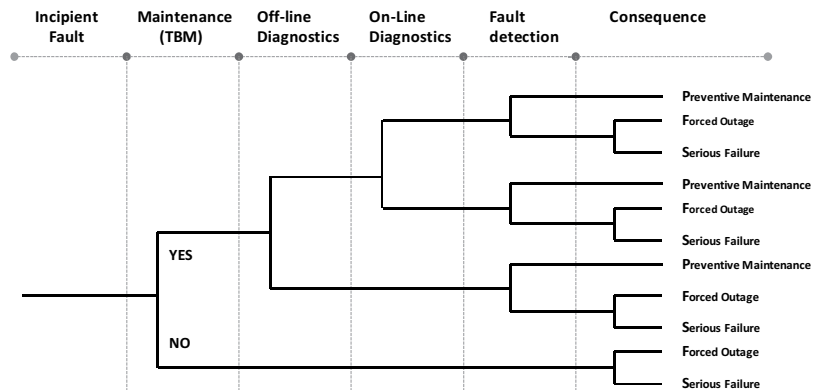 Incipient
Fault
Maintenance
(TBM)
Off-line
Diagnostics
On-Line
Diagnostics
Fault
detection
Consequence
Preventive Maintenance
Forced Outage
Serious Failure
Preventive Maintenance
Forced Outage
Serious Failure
YES
Preventive Maintenance
Forced Outage
Serious Failure
NO
Forced Outage
Serious Failure